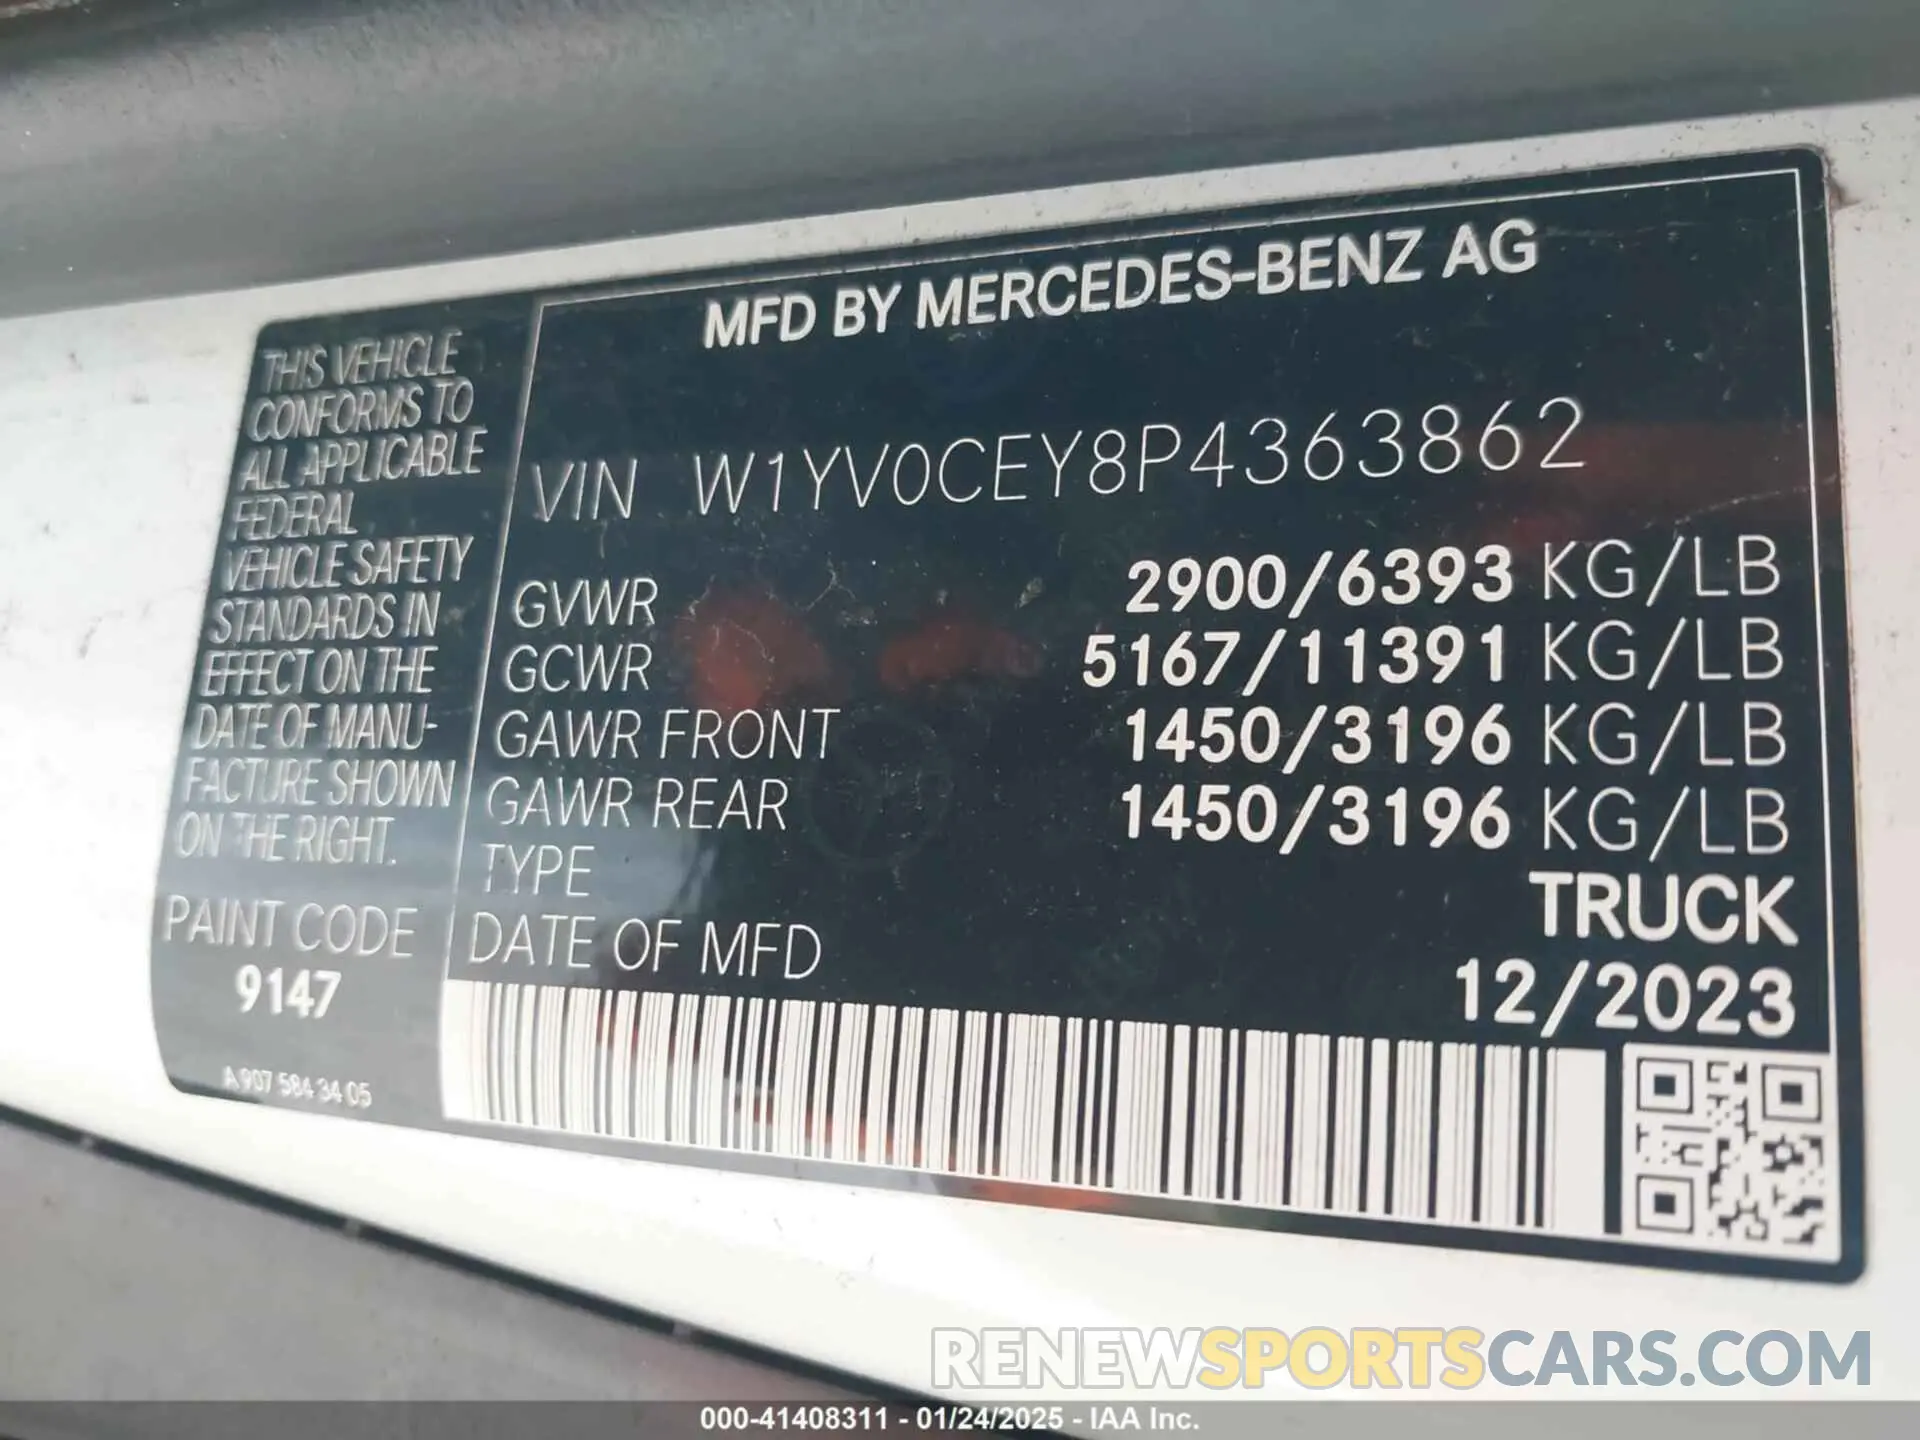 MFD BY MERCEDES-BENZ AG
THIS VEHICLE
CONFORMS TO
ALL APPLICABLE
FEDERAL
VEHICLE SAFETY
STANDARDS IN
EFFECT ON THE
DATE OF MANU-
FACTURE SHOWN
ON THE RIGHT.
PAINT CODE
9147
A 907 584 34 05
VIN W1YV0CEY8P4363862
GVWR 2900/6393 KG/LB
GCWR 5167/11391 KG/LB
GAWR FRONT 1450/3196 KG/LB
GAWR REAR 1450/3196 KG/LB
TYPE TRUCK
DATE OF MFD 12/2023
RENEWSPORTSCARS.COM
000-41408311 - 01/24/2025 - IAA Inc.